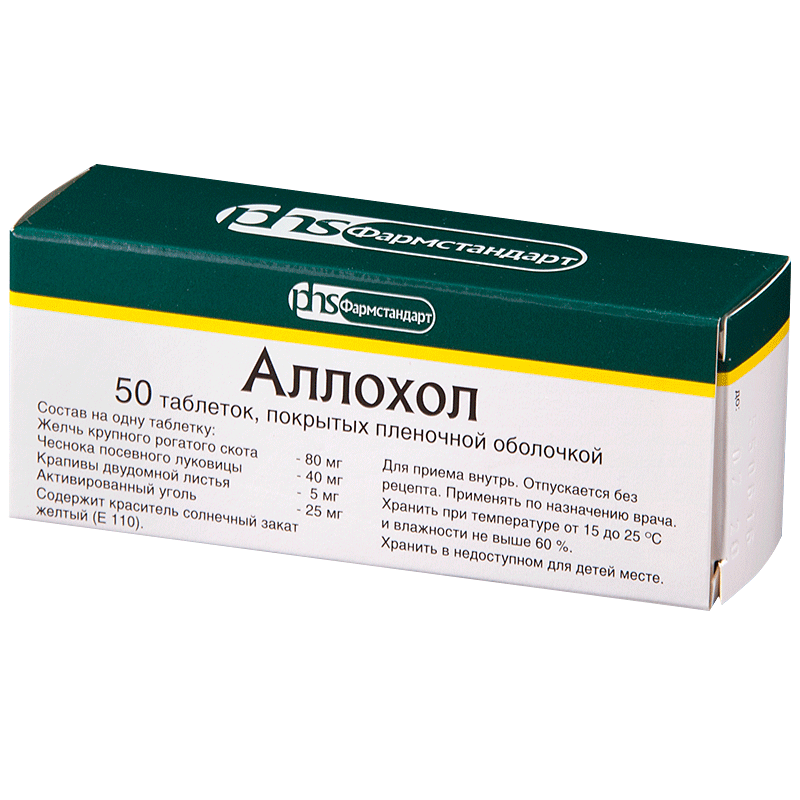 phs Фармстандарт
phs Фармстандарт
Аллохол
50 таблеток, покрытых пленочной оболочкой
Состав на одну таблетку:
Желчь крупного рогатого скота - 80 мг
Чеснока посевного луковицы - 40 мг
Крапивы двудомной листья - 5 мг
Активированный уголь - 25 мг
Содержит краситель солнечный закат
желтый (Е 110).
Для приема внутрь. Отпускается без
рецепта. Применять по назначению врача.
Хранить при температуре от 15 до 25 °C
и влажности не выше 60 %.
Хранить в недоступном для детей месте.
до: